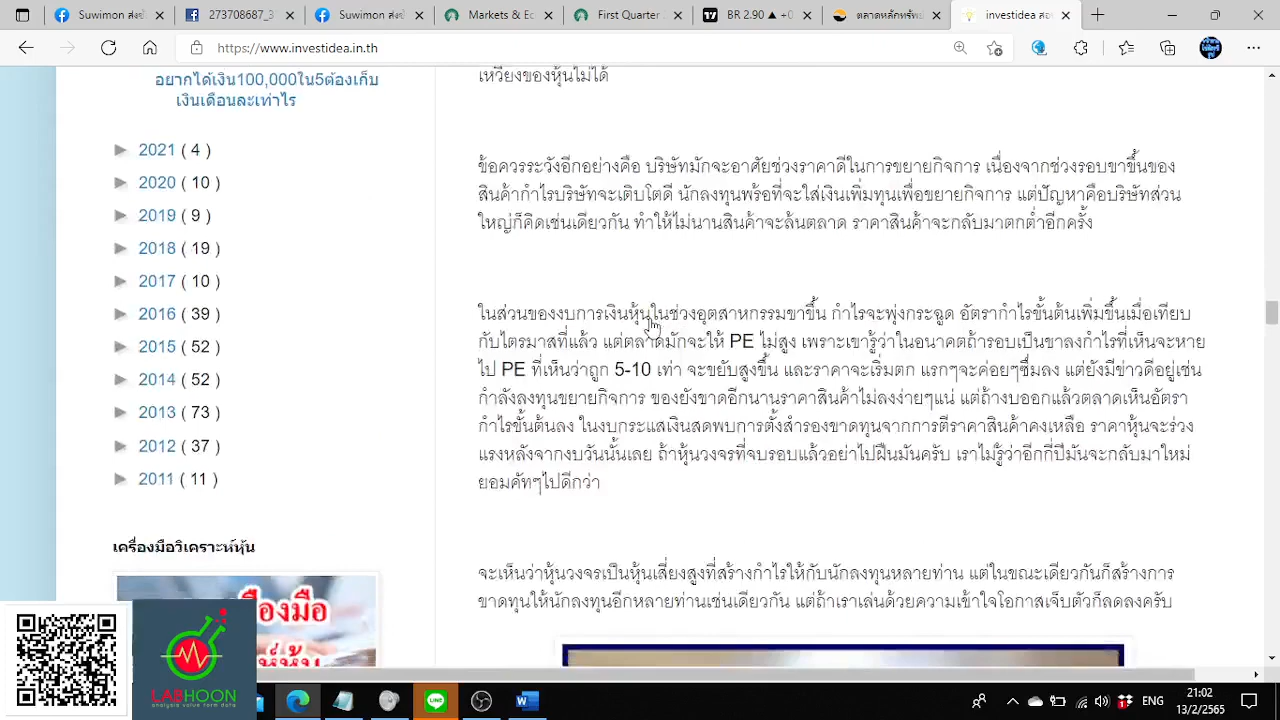 Suwimon สด
273708687_3
Suwimon สด
Markets & Ec
First Quarter
BR 2.90 ▲ +0
ตลาดหลักทรัพ
investidea ส
https://www.investidea.in.th
อยากได้เงิน100,000ใน5ต้องเก็บ
เงินเดือนละเท่าไร
► 2021 ( 4 )
► 2020 ( 10 )
► 2019 ( 9 )
► 2018 ( 19 )
► 2017 ( 10 )
► 2016 ( 39 )
► 2015 ( 52 )
► 2014 ( 52 )
► 2013 ( 73 )
► 2012 ( 37 )
► 2011 ( 11 )
เครื่องมือวิเคราะห์หุ้น
เหวี่ยงของหุ้นไม่ได้
ข้อควรระวังอีกอย่างคือ บริษัทมักจะอาศัยช่วงราคาดีในการขยายกิจการ เนื่องจากช่วงรอบขาขึ้นของ
สินค้ากำไรบริษัทจะเติบโตดี นักลงทุนพร้อที่จะใส่เงินเพิ่มทุนเพื่อขยายกิจการ แต่ปัญหาคือบริษัทส่วน
ใหญ่ก็คิดเช่นเดียวกัน ทำให้ไม่นานสินค้าจะล้นตลาด ราคาสินค้าจะกลับมาตกต่ำอีกครั้ง
ในส่วนของงบการเงินหุ้นในช่วงอุตสาหกรรมขาขึ้น กำไรจะพุ่งกระฉูด อัตรากำไรขั้นต้นเพิ่มขึ้นเมื่อเทียบ
กับไตรมาสที่แล้ว แต่ตลาดมักจะให้ PE ไม่สูง เพราะเขารู้ว่าในอนาคตถ้ารอบเป็นขาลงกำไรที่เห็นจะหาย
ไป PE ที่เห็นว่าถูก 5-10 เท่า จะขยับสูงขึ้น และราคาจะเริ่มตก แรกๆจะค่อยๆซึ่มลง แต่ยังมีข่าวดีอยู่เช่น
กำลังลงทุนขยายกิจการ ของยังขาดอีกนานราคาสินค้าไม่ลงง่ายๆแน่ แต่ถ้างบออกแล้วตลาดเห็นอัตรา
กำไรขั้นต้นลง ในงบกระแสเงินสดพบการตั้งสำรองขาดทุนจากการตีราคาสินค้าคงเหลือ ราคาหุ้นจะร่วง
แรงหลังจากงบวันนั้นเลย ถ้าหุ้นวงจรที่จบรอบแล้วอย่าไปฝืนมันครับ เราไม่รู้ว่าอีกกี่ปีมันจะกลับมาใหม่
ยอมคัทๆไปดีกว่า
จะเห็นว่าหุ้นวงจรเป็นหุ้นเสี่ยงสูงที่สร้างกำไรให้กับนักลงทุนหลายท่าน แต่ในขณะเดียวกันก็สร้างการ
ขาดทุนให้นักลงทุนอีกหลายท่านเช่นเดียวกัน แต่ถ้าเราเล่นด้วยความเข้าใจโอกาสเจ็บตัวก็ลดลงครับ
LABHOON
analysis value farm data
ENG
21:02
13/2/2565